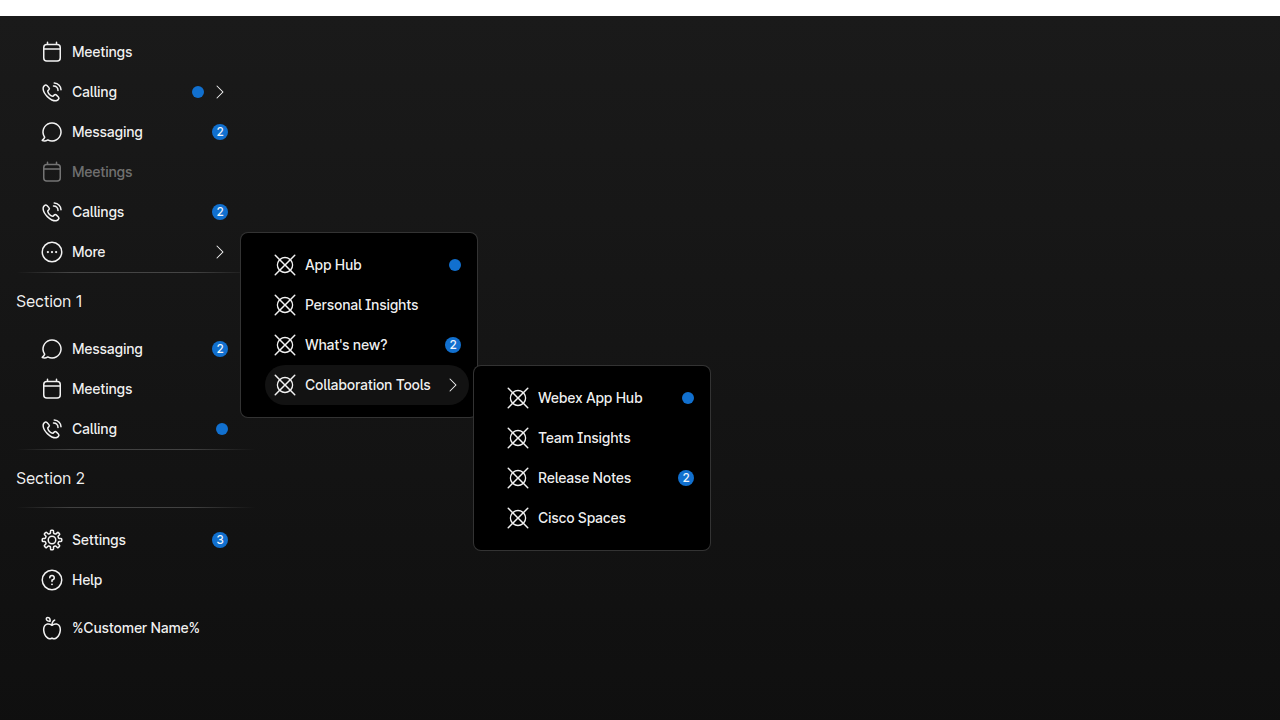 Meetings
Calling
Messaging 2
Meetings
Callings 2
More
Section 1
Messaging 2
Meetings
Calling
Section 2
Settings 3
Help
%Customer Name%
App Hub
Personal Insights
What's new? 2
Collaboration Tools
Webex App Hub
Team Insights
Release Notes 2
Cisco Spaces